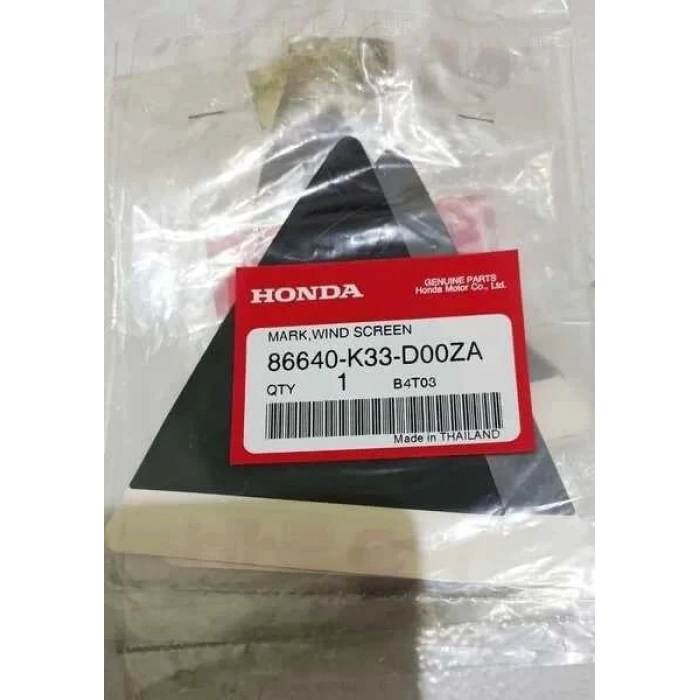 HONDA
GENUINE PARTS
Honda Motor Co., Ltd.
MARK,WIND SCREEN
86640-K33-D00ZA
QTY 1 B4T03
Made in THAILAND